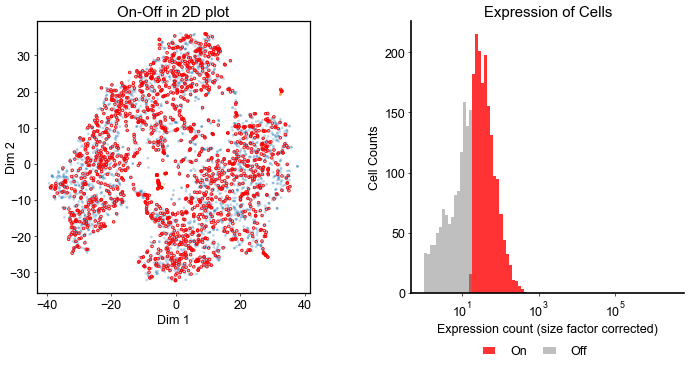 On-Off in 2D plot
30
20
10
0
−10
−20
−30
−40
−20
0
20
40
Dim 2
Dim 1
Expression of Cells
200
150
100
50
0
10^1
10^3
10^5
Cell Counts
Expression count (size factor corrected)
On
Off